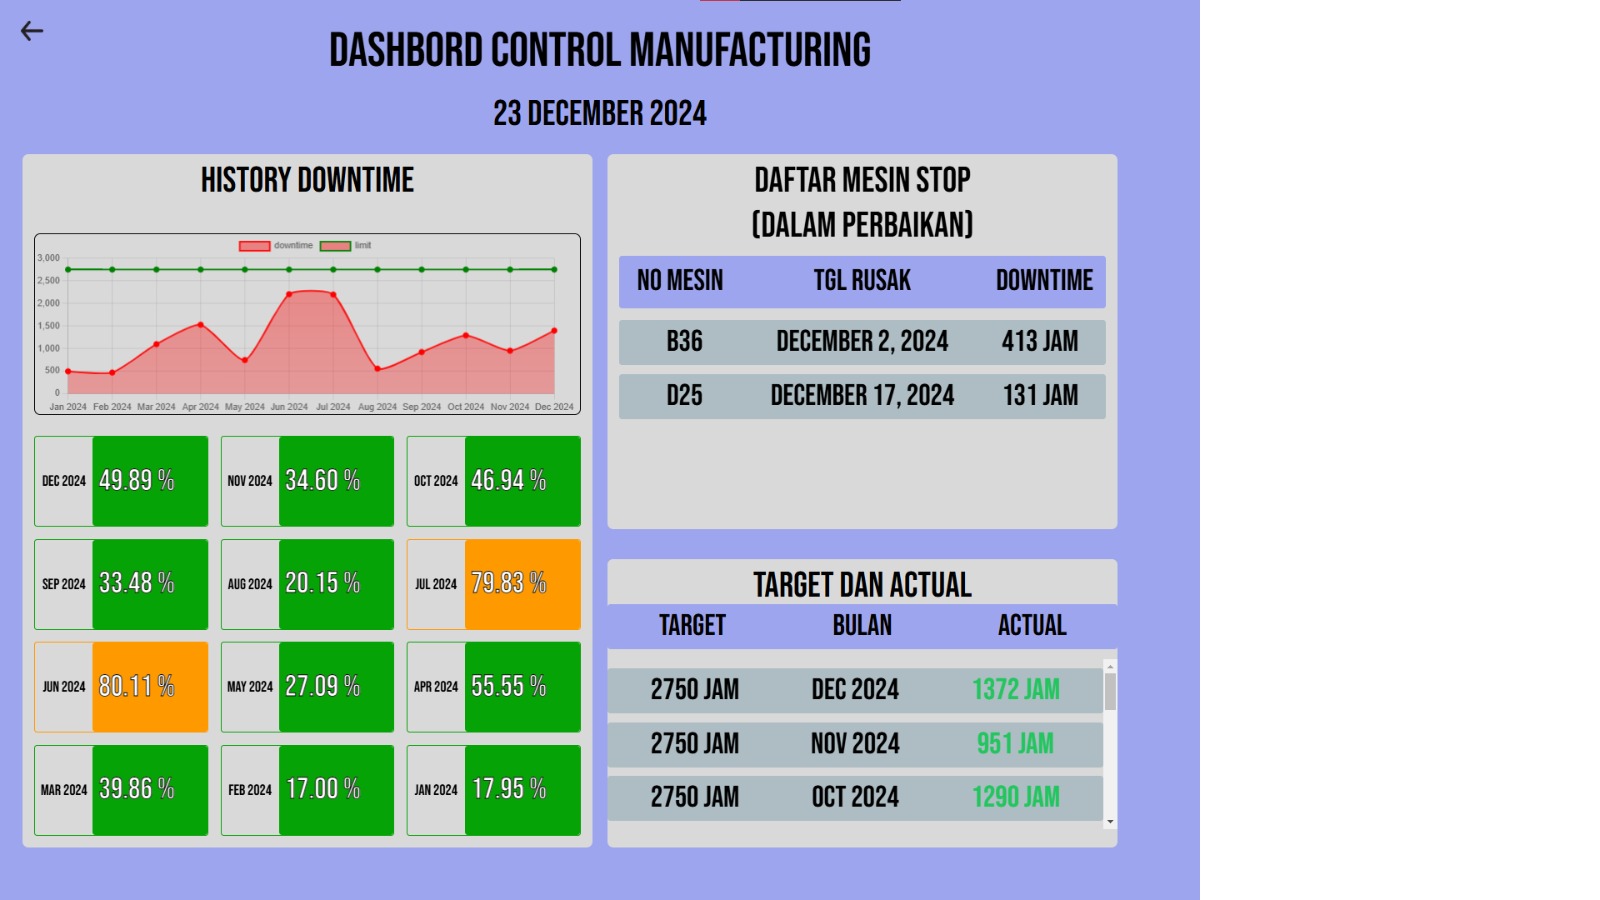 DASHBORD CONTROL MANUFACTURING
23 DECEMBER 2024
HISTORY DOWNTIME
downtime limit
3,000
2,500
2,000
1,500
1,000
500
0
Jan 2024 Feb 2024 Mar 2024 Apr 2024 May 2024 Jun 2024 Jul 2024 Aug 2024 Sep 2024 Oct 2024 Nov 2024 Dec 2024
DEC 2024 49.89 % NOV 2024 34.60 % OCT 2024 46.94 %
SEP 2024 33.48 % AUG 2024 20.15 % JUL 2024 79.83 %
JUN 2024 80.11 % MAY 2024 27.09 % APR 2024 55.55 %
MAR 2024 39.86 % FEB 2024 17.00 % JAN 2024 17.95 %
DAFTAR MESIN STOP
(DALAM PERBAIKAN)
NO MESIN TGL RUSAK DOWNTIME
B36 DECEMBER 2, 2024 413 JAM
D25 DECEMBER 17, 2024 131 JAM
TARGET DAN ACTUAL
TARGET BULAN ACTUAL
2750 JAM DEC 2024 1372 JAM
2750 JAM NOV 2024 951 JAM
2750 JAM OCT 2024 1290 JAM